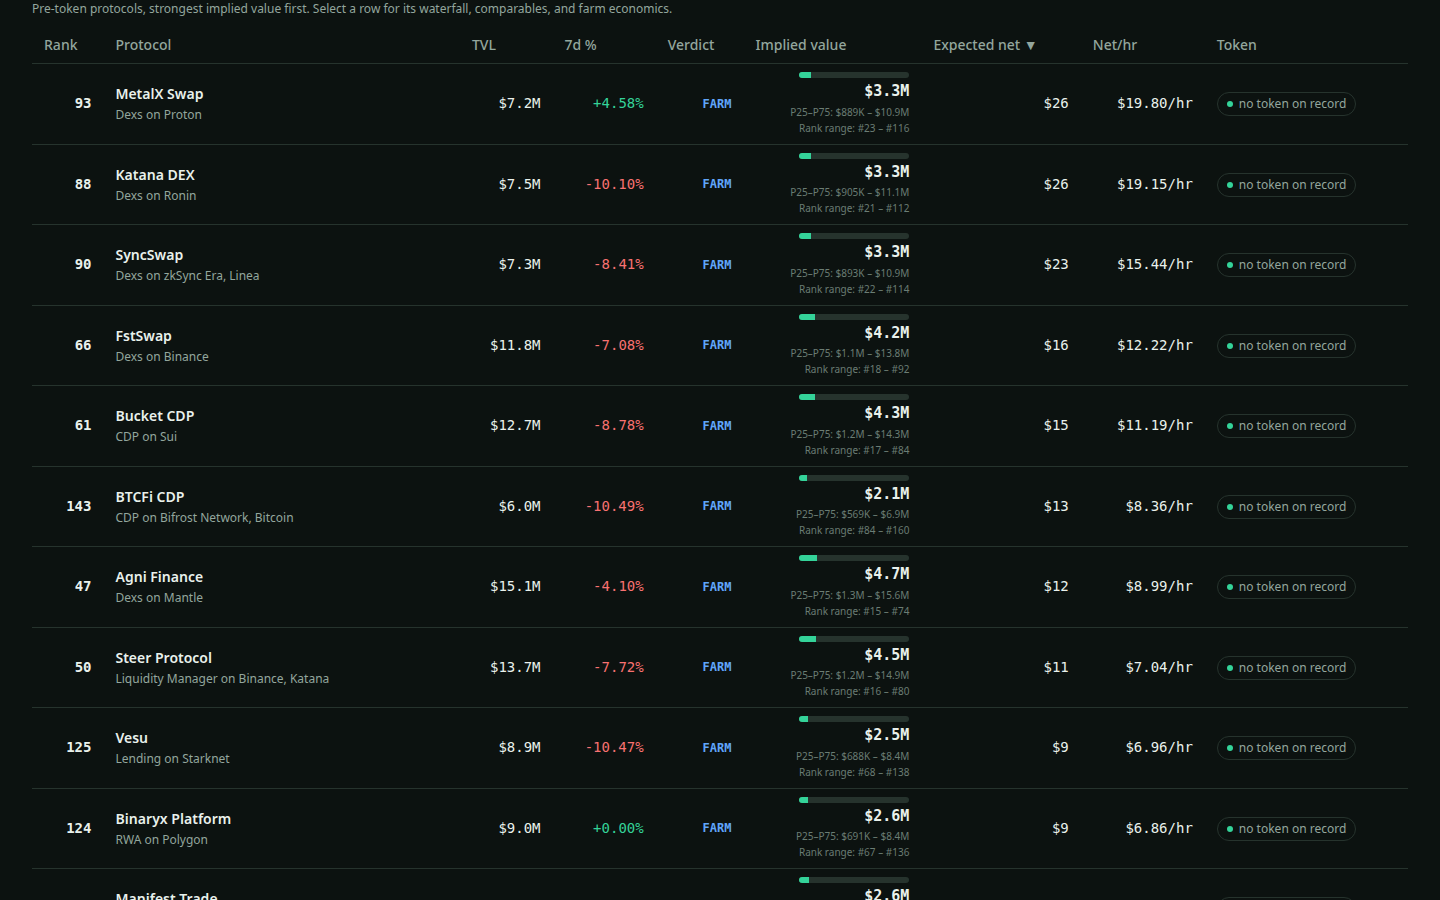 Pre-token protocols, strongest implied value first. Select a row for its waterfall, comparables, and farm economics.
Rank Protocol TVL 7d % Verdict Implied value Expected net ▼ Net/hr Token
93 MetalX Swap $7.2M +4.58% FARM $3.3M $26 $19.80/hr no token on record
Dexs on Proton P25–P75: $889K – $10.9M
Rank range: #23 – #116
88 Katana DEX $7.5M -10.10% FARM $3.3M $26 $19.15/hr no token on record
Dexs on Ronin P25–P75: $905K – $11.1M
Rank range: #21 – #112
90 SyncSwap $7.3M -8.41% FARM $3.3M $23 $15.44/hr no token on record
Dexs on zkSync Era, Linea P25–P75: $893K – $10.9M
Rank range: #22 – #114
66 FstSwap $11.8M -7.08% FARM $4.2M $16 $12.22/hr no token on record
Dexs on Binance P25–P75: $1.1M – $13.8M
Rank range: #18 – #92
61 Bucket CDP $12.7M -8.78% FARM $4.3M $15 $11.19/hr no token on record
CDP on Sui P25–P75: $1.2M – $14.3M
Rank range: #17 – #84
143 BTCFi CDP $6.0M -10.49% FARM $2.1M $13 $8.36/hr no token on record
CDP on Bifrost Network, Bitcoin P25–P75: $569K – $6.9M
Rank range: #84 – #160
47 Agni Finance $15.1M -4.10% FARM $4.7M $12 $8.99/hr no token on record
Dexs on Mantle P25–P75: $1.3M – $15.6M
Rank range: #15 – #74
50 Steer Protocol $13.7M -7.72% FARM $4.5M $11 $7.04/hr no token on record
Liquidity Manager on Binance, Katana P25–P75: $1.2M – $14.9M
Rank range: #16 – #80
125 Vesu $8.9M -10.47% FARM $2.5M $9 $6.96/hr no token on record
Lending on Starknet P25–P75: $688K – $8.4M
Rank range: #68 – #138
124 Binaryx Platform $9.0M +0.00% FARM $2.6M $9 $6.86/hr no token on record
RWA on Polygon P25–P75: $691K – $8.4M
Rank range: #67 – #136
Manifest Trade $2.6M